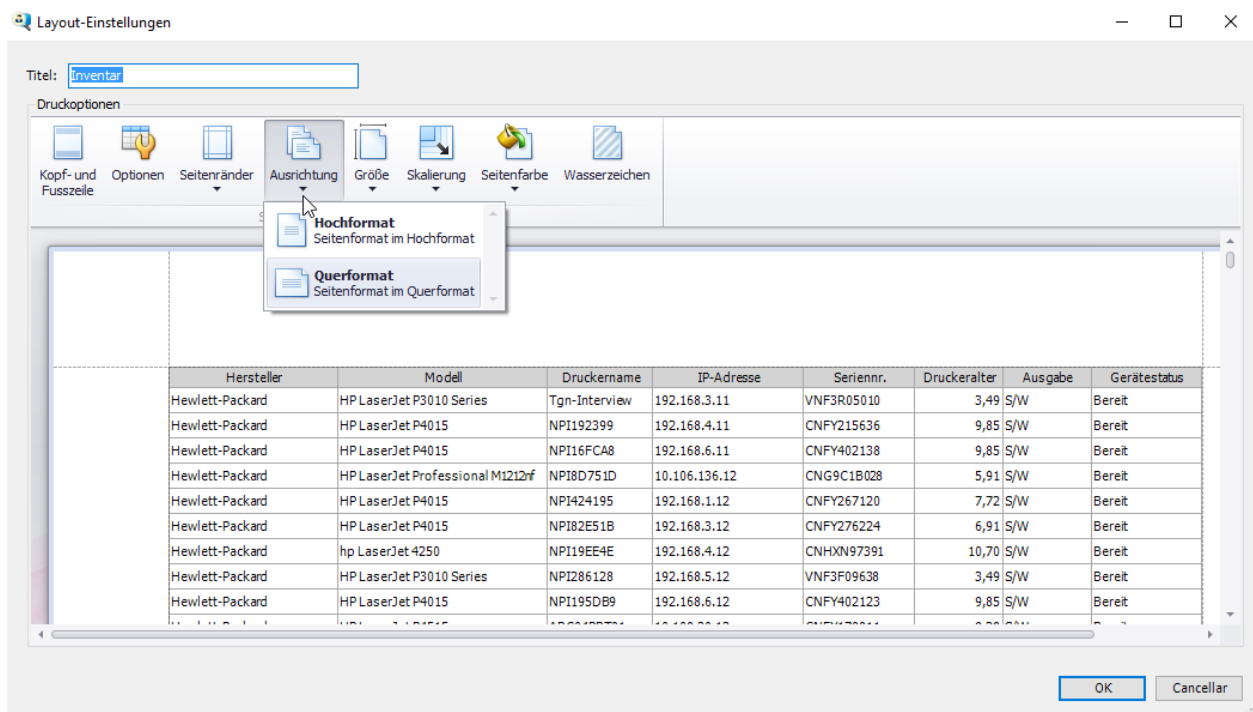 Layout-Einstellungen
Titel: Inventar
Druckoptionen
Kopf- und Fusszeile
Optionen
Seitenränder
Ausrichtung
Größe
Skalierung
Seitenfarbe
Wasserzeichen
Hochformat
Seitenformat im Hochformat
Querformat
Seitenformat im Querformat
Hersteller Modell Druckername IP-Adresse Seriennr. Druckeralter Ausgabe Gerätestatus
Hewlett-Packard HP LaserJet P3010 Series Tgn-Interview 192.168.3.11 VNF3R05010 3,49 S/W Bereit
Hewlett-Packard HP LaserJet P4015 NPI192399 192.168.4.11 CNFY215636 9,85 S/W Bereit
Hewlett-Packard HP LaserJet P4015 NPI16FCA8 192.168.6.11 CNFY402138 9,85 S/W Bereit
Hewlett-Packard HP LaserJet Professional M1212nf NPI8D751D 10.106.136.12 CNG9C1B028 5,91 S/W Bereit
Hewlett-Packard HP LaserJet P4015 NPI424195 192.168.1.12 CNFY267120 7,72 S/W Bereit
Hewlett-Packard HP LaserJet P4015 NPI82E51B 192.168.3.12 CNFY276224 6,91 S/W Bereit
Hewlett-Packard hp LaserJet 4250 NPI19EE4E 192.168.4.12 CNHXN97391 10,70 S/W Bereit
Hewlett-Packard HP LaserJet P3010 Series NPI286128 192.168.5.12 VNF3F09638 3,49 S/W Bereit
Hewlett-Packard HP LaserJet P4015 NPI195DB9 192.168.6.12 CNFY402123 9,85 S/W Bereit
OK
Cancellar